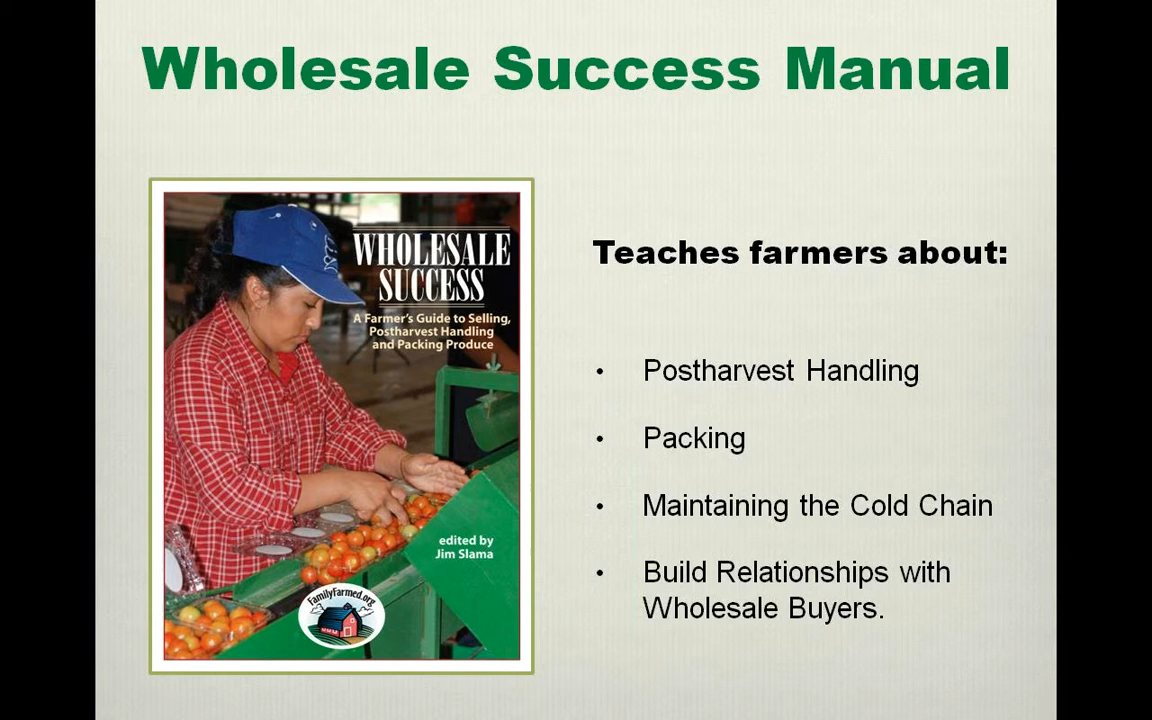 Wholesale Success Manual
WHOLESALE
SUCCESS
A Farmer's Guide to Selling,
Postharvest Handling
and Packing Produce
edited by
Jim Slama
FamilyFarmed.org
Teaches farmers about:
• Postharvest Handling
• Packing
• Maintaining the Cold Chain
• Build Relationships with
Wholesale Buyers.